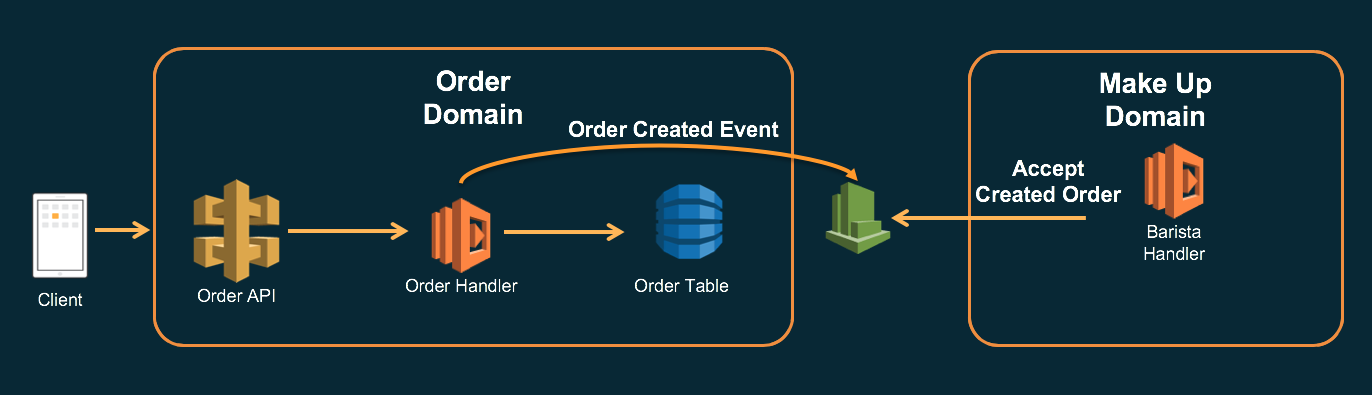 Order
Domain
Make Up
Domain
Order Created Event
Accept
Created Order
Client
Order API
Order Handler
Order Table
Barista
Handler